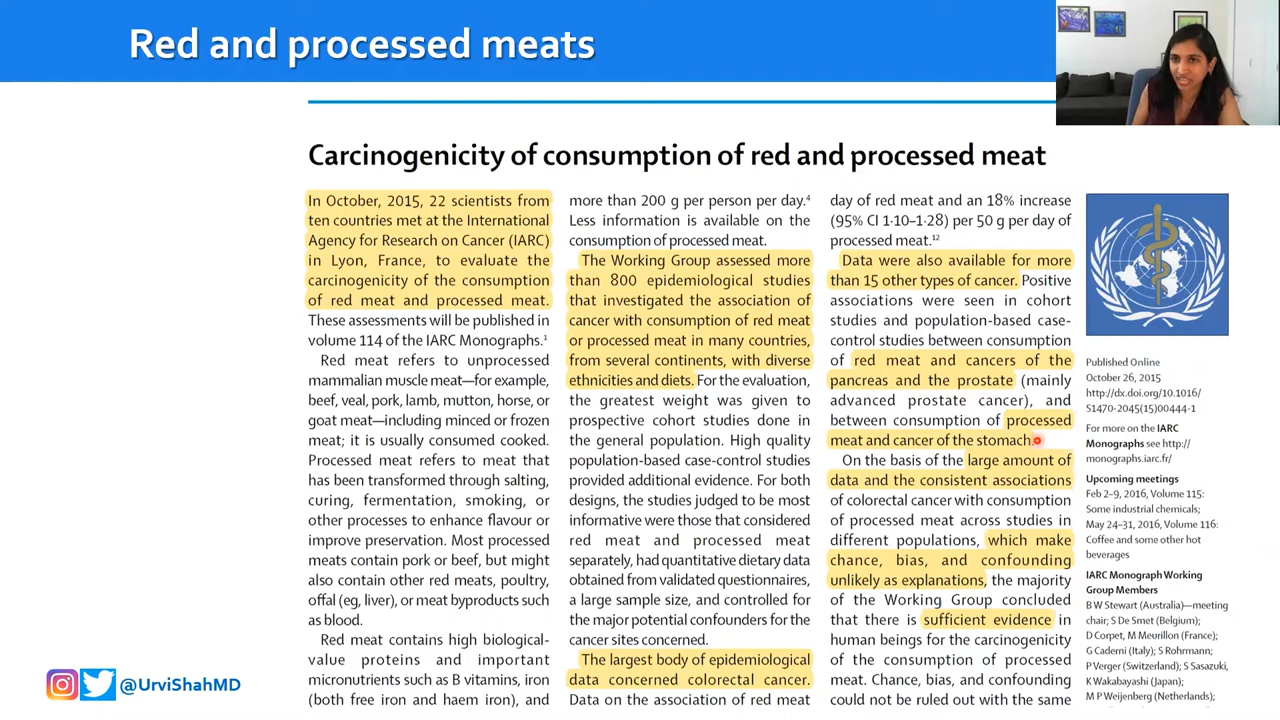 Red and processed meats
Carcinogenicity of consumption of red and processed meat
In October, 2015, 22 scientists from
ten countries met at the International
Agency for Research on Cancer (IARC)
in Lyon, France, to evaluate the
carcinogenicity of the consumption
of red meat and processed meat.
These assessments will be published in
volume 114 of the IARC Monographs.¹
Red meat refers to unprocessed
mammalian muscle meat—for example,
beef, veal, pork, lamb, mutton, horse, or
goat meat—including minced or frozen
meat; it is usually consumed cooked.
Processed meat refers to meat that
has been transformed through salting,
curing, fermentation, smoking, or
other processes to enhance flavour or
improve preservation. Most processed
meats contain pork or beef, but might
also contain other red meats, poultry,
offal (eg, liver), or meat byproducts such
as blood.
Red meat contains high biological-
value proteins and important
micronutrients such as B vitamins, iron
(both free iron and haem iron), and
more than 200 g per person per day.⁴
Less information is available on the
consumption of processed meat.
The Working Group assessed more
than 800 epidemiological studies
that investigated the association of
cancer with consumption of red meat
or processed meat in many countries,
from several continents, with diverse
ethnicities and diets. For the evaluation,
the greatest weight was given to
prospective cohort studies done in
the general population. High quality
population-based case-control studies
provided additional evidence. For both
designs, the studies judged to be most
informative were those that considered
red meat and processed meat
separately, had quantitative dietary data
obtained from validated questionnaires,
a large sample size, and controlled for
the major potential confounders for the
cancer sites concerned.
The largest body of epidemiological
data concerned colorectal cancer.
Data on the association of red meat
day of red meat and an 18% increase
(95% CI 1·10–1·28) per 50 g per day of
processed meat.¹²
Data were also available for more
than 15 other types of cancer. Positive
associations were seen in cohort
studies and population-based case-
control studies between consumption
of red meat and cancers of the
pancreas and the prostate (mainly
advanced prostate cancer), and
between consumption of processed
meat and cancer of the stomach.
On the basis of the large amount of
data and the consistent associations
of colorectal cancer with consumption
of processed meat across studies in
different populations, which make
chance, bias, and confounding
unlikely as explanations, the majority
of the Working Group concluded
that there is sufficient evidence in
human beings for the carcinogenicity
of the consumption of processed
meat. Chance, bias, and confounding
could not be ruled out with the same
Published Online
October 26, 2015
http://dx.doi.org/10.1016/
S1470-2045(15)00444-1
For more on the IARC
Monographs see http://
monographs.iarc.fr/
Upcoming meetings
Feb 2–9, 2016, Volume 115:
Some industrial chemicals;
May 24–31, 2016, Volume 116:
Coffee and some other hot
beverages
IARC Monograph Working
Group Members
B W Stewart (Australia)—meeting
chair; S De Smet (Belgium);
D Corpet, M Meurillon (France);
G Caderni (Italy); S Rohrmann;
P Verger (Switzerland); S Sasazuki,
K Wakabayashi (Japan);
M P Weijenberg (Netherlands);
@UrviShahMD